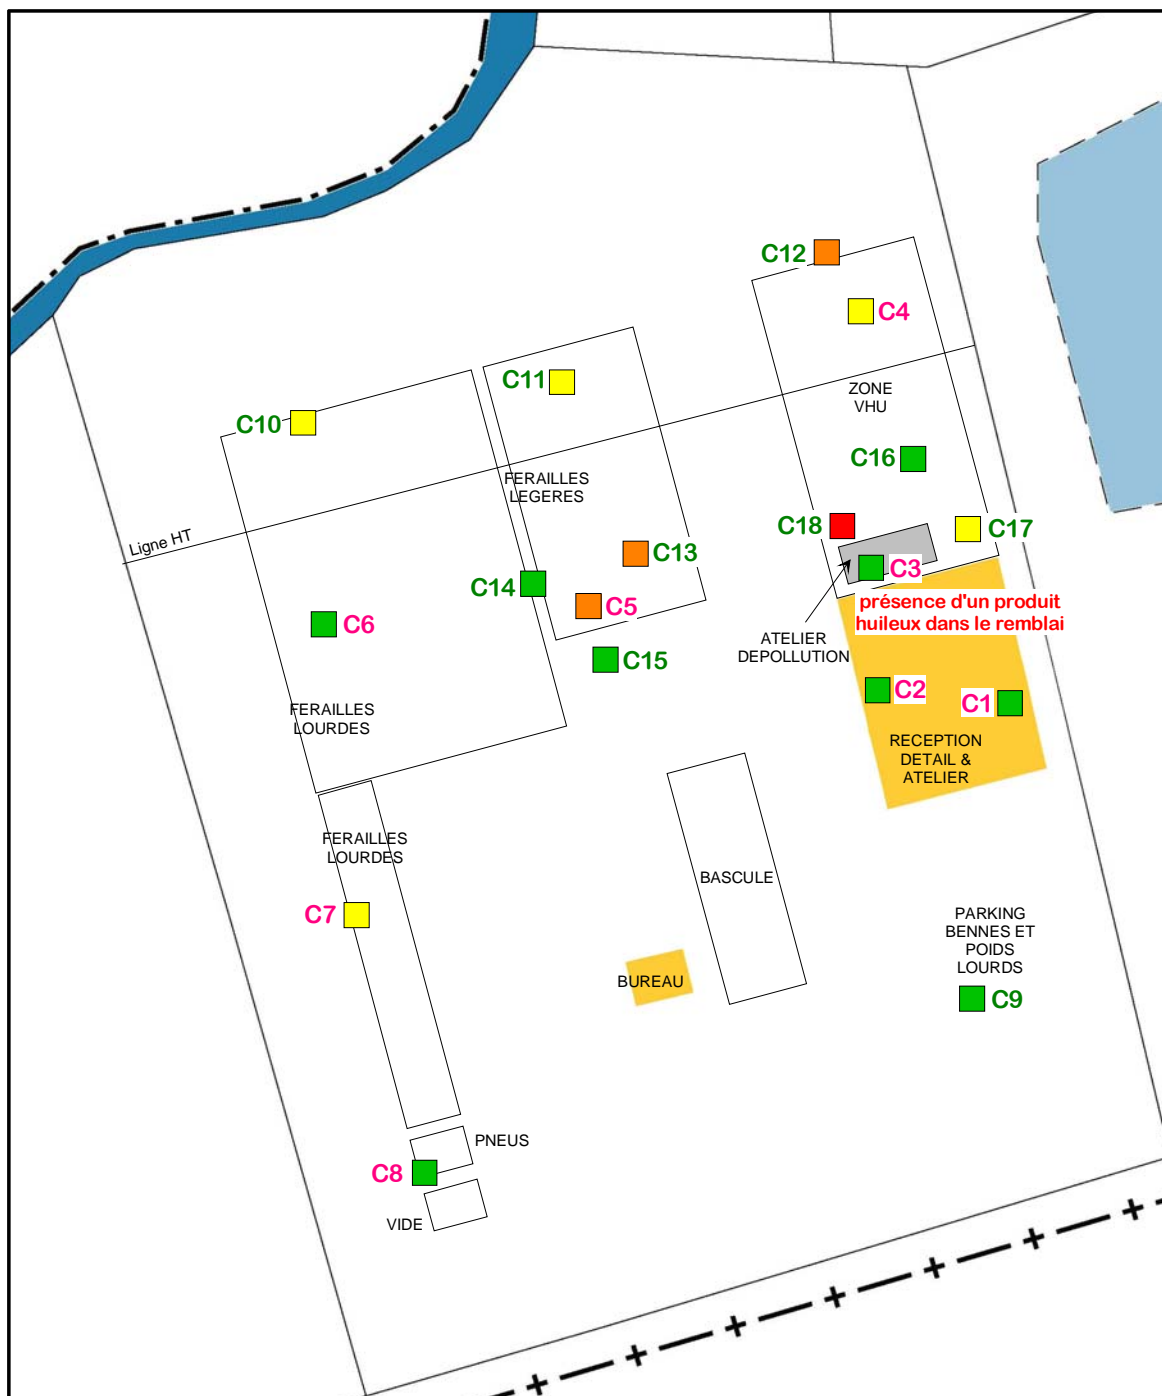 C12
C4
C11
ZONE
VHU
C10
C16
FERAILLES
LEGERES
C18
C17
Ligne HT
C13
C3
C14
présence d'un produit
huileux dans le remblai
C5
C6
ATELIER
DEPOLLUTION
C15
C2
C1
FERAILLES
LOURDES
RECEPTION
DETAIL &
ATELIER
FERAILLES
LOURDES
BASCULE
C7
PARKING
BENNES ET
POIDS
LOURDS
BUREAU
C9
PNEUS
C8
VIDE